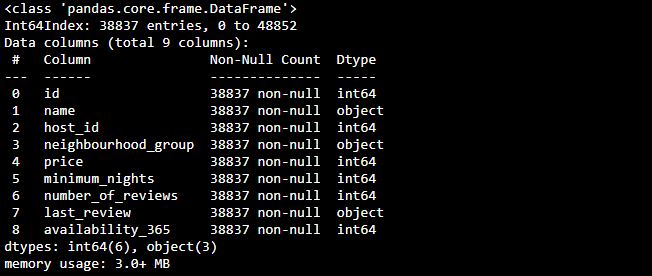 <class 'pandas.core.frame.DataFrame'>
Int64Index: 38837 entries, 0 to 48852
Data columns (total 9 columns):
 #   Column               Non-Null Count  Dtype
---  ------               --------------  -----
 0   id                   38837 non-null  int64
 1   name                 38837 non-null  object
 2   host_id              38837 non-null  int64
 3   neighbourhood_group  38837 non-null  object
 4   price                38837 non-null  int64
 5   minimum_nights       38837 non-null  int64
 6   number_of_reviews    38837 non-null  int64
 7   last_review          38837 non-null  object
 8   availability_365     38837 non-null  int64
dtypes: int64(6), object(3)
memory usage: 3.0+ MB